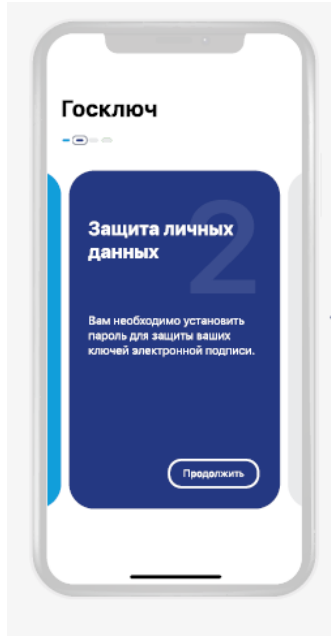 Госключ
2
Защита личных
данных
Вам необходимо установить
пароль для защиты ваших
ключей электронной подписи.
Продолжить